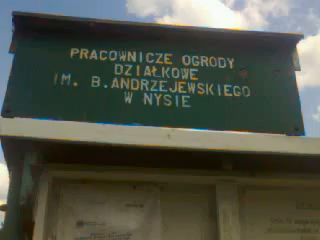 PRACOWNICZE OGRODY
DZIAŁKOWE
IM. B. ANDRZEJEWSKIEGO
W NYSIE